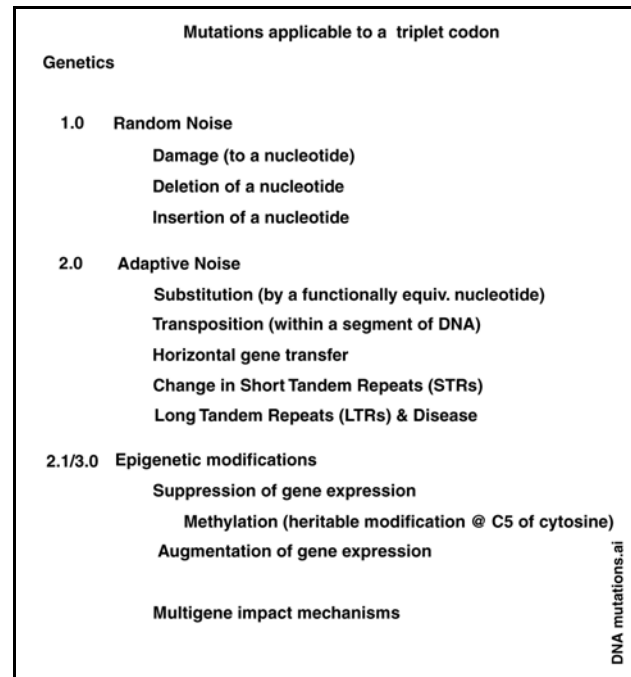 Mutations applicable to a triplet codon
Genetics
1.0 Random Noise
Damage (to a nucleotide)
Deletion of a nucleotide
Insertion of a nucleotide
2.0 Adaptive Noise
Substitution (by a functionally equiv. nucleotide)
Transposition (within a segment of DNA)
Horizontal gene transfer
Change in Short Tandem Repeats (STRs)
Long Tandem Repeats (LTRs) & Disease
2.1/3.0 Epigenetic modifications
Suppression of gene expression
Methylation (heritable modification @ C5 of cytosine)
Augmentation of gene expression
Multigene impact mechanisms
DNA mutations.ai